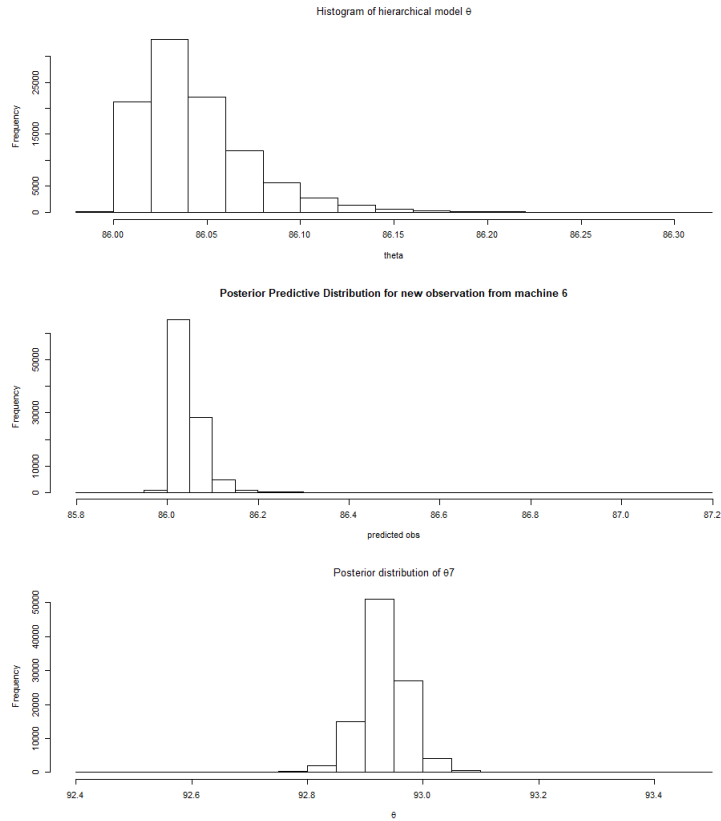 Histogram of hierarchical model θ
Frequency
0 5000 15000 25000
86.00 86.05 86.10 86.15 86.20 86.25 86.30
theta
Posterior Predictive Distribution for new observation from machine 6
Frequency
0 10000 30000 50000
85.8 86.0 86.2 86.4 86.6 86.8 87.0 87.2
predicted obs
Posterior distribution of θ7
Frequency
0 10000 20000 30000 40000 50000
92.4 92.6 92.8 93.0 93.2 93.4
θ